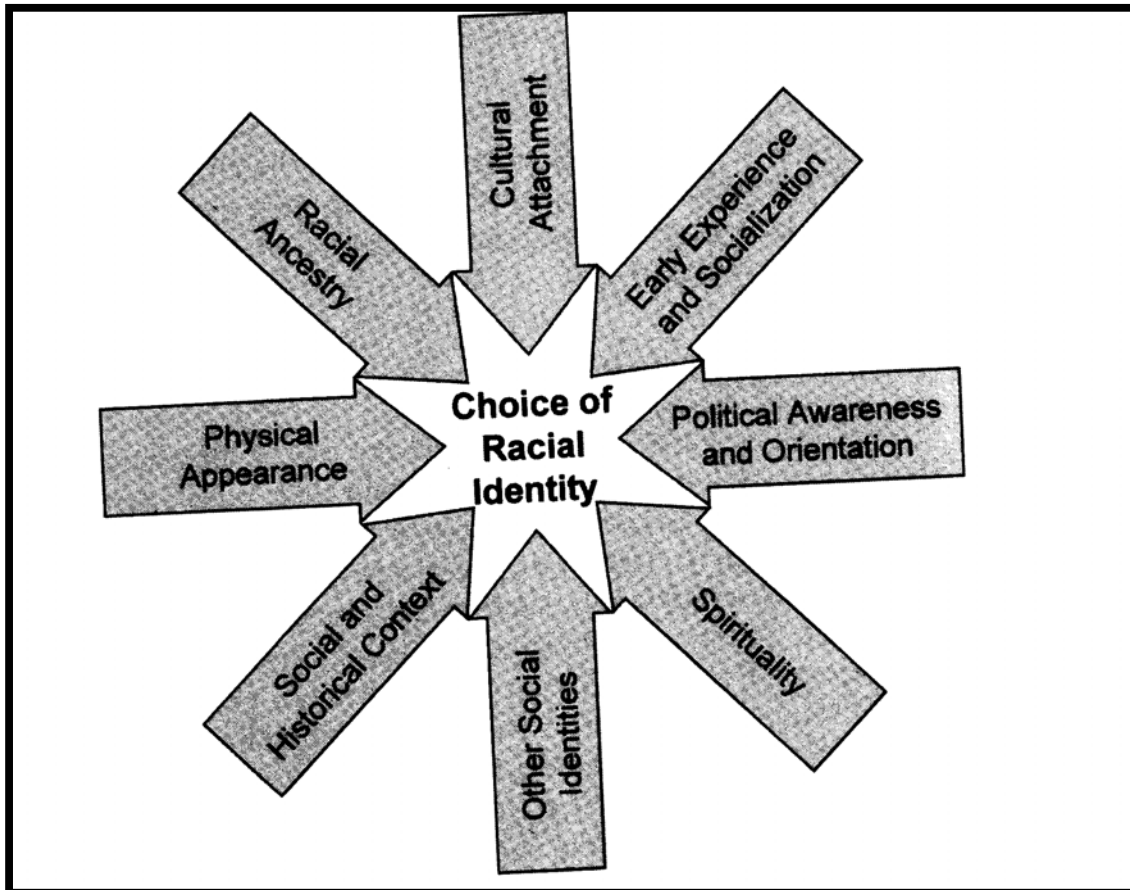 Cultural
Attachment
Racial
Ancestry
Early Experience
and Socialization
Physical
Appearance
Choice of
Racial
Identity
Political Awareness
and Orientation
Social and
Historical Context
Other Social
Identities
Spirituality